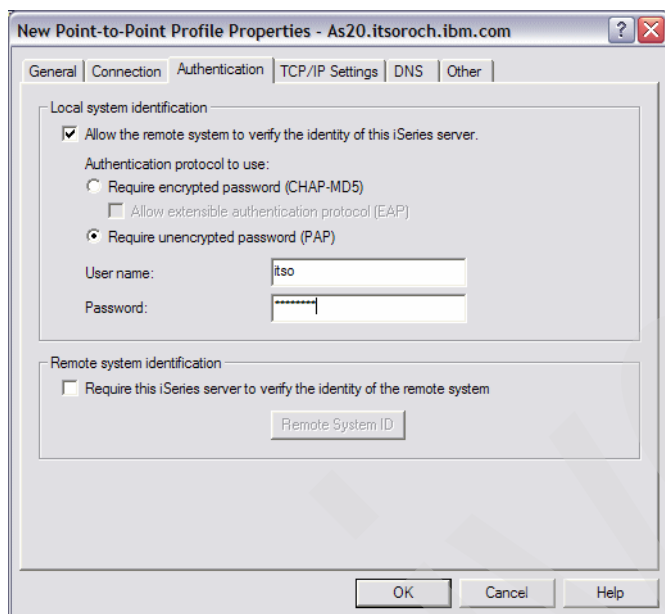 New Point-to-Point Profile Properties - As20.itsoroch.ibm.com
General Connection Authentication TCP/IP Settings DNS Other
Local system identification
Allow the remote system to verify the identity of this iSeries server.
Authentication protocol to use:
Require encrypted password (CHAP-MD5)
Allow extensible authentication protocol (EAP)
Require unencrypted password (PAP)
User name: itso
Password: ********
Remote system identification
Require this iSeries server to verify the identity of the remote system
Remote System ID
OK Cancel Help